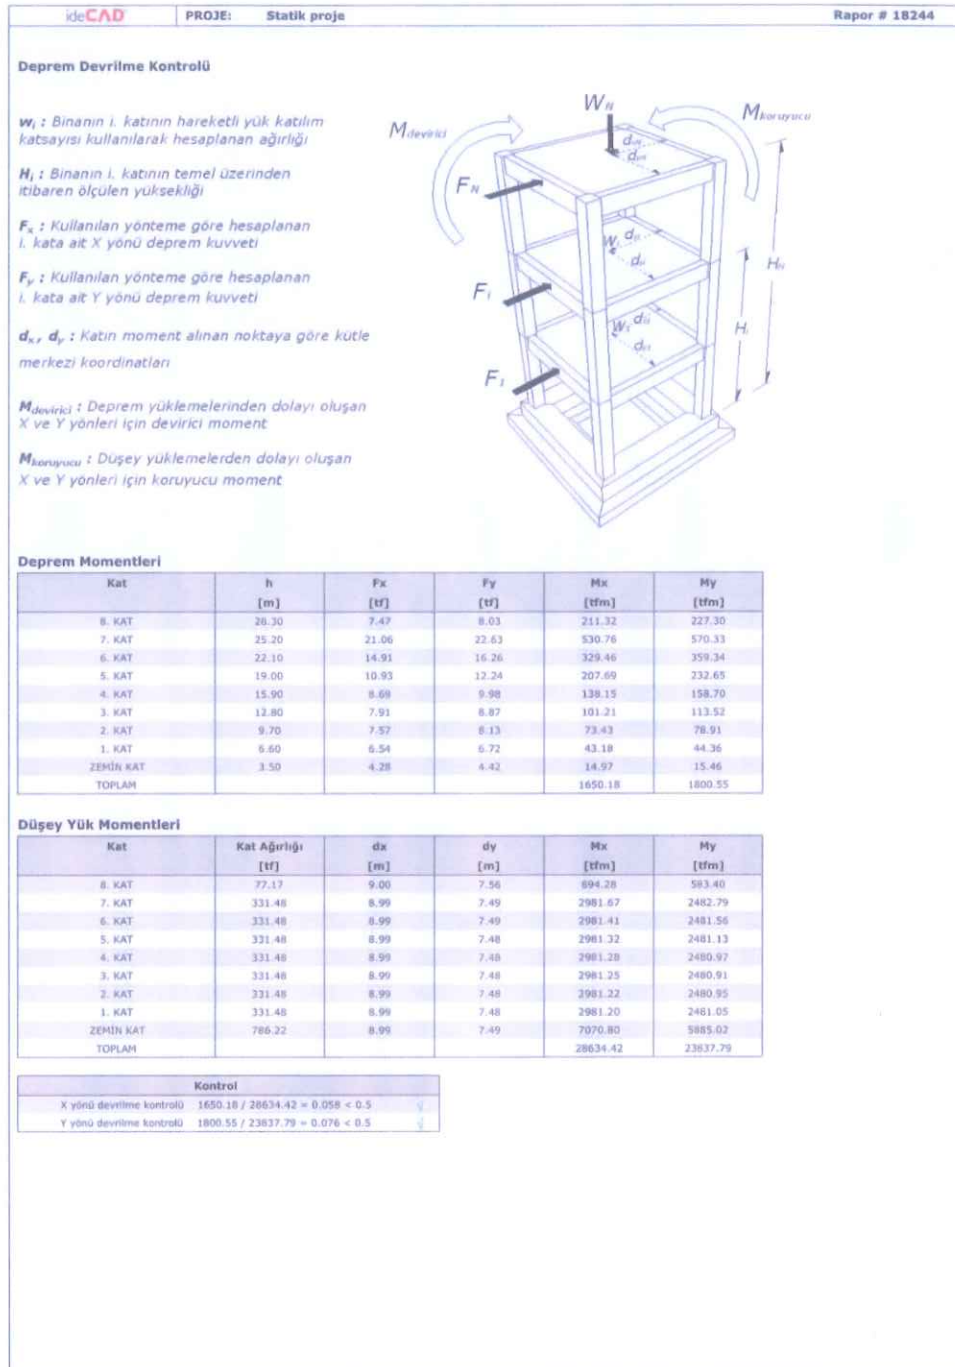 ideCAD PROJE: Statik proje Rapor # 18244
Deprem Devrilme Kontrolü
wi : Binanın i. katının hareketli yük katılım
katsayısı kullanılarak hesaplanan ağırlığı
Hi : Binanın i. katının temel üzerinden
itibaren ölçülen yüksekliği
Fx : Kullanılan yönteme göre hesaplanan
i. kata ait X yönü deprem kuvveti
Fy : Kullanılan yönteme göre hesaplanan
i. kata ait Y yönü deprem kuvveti
dx, dy : Katın moment alınan noktaya göre kütle
merkezi koordinatları
Mdevirici : Deprem yüklemelerinden dolayı oluşan
X ve Y yönleri için devirici moment
Mkoruyucu : Düşey yüklemelerden dolayı oluşan
X ve Y yönleri için koruyucu moment
WN
Mdevirici
Mkoruyucu
FN
Fi
Hi
Deprem Momentleri
Kat h Fx Fy Mx My
[m] [tf] [tf] [tfm] [tfm]
8. KAT 28.30 7.47 8.03 211.32 227.30
7. KAT 25.20 21.06 22.63 530.76 570.33
6. KAT 22.10 14.91 16.26 329.46 359.34
5. KAT 19.00 10.93 12.24 207.69 232.65
4. KAT 15.90 8.69 9.98 138.15 158.70
3. KAT 12.80 7.91 8.87 101.21 113.52
2. KAT 9.70 7.57 8.13 73.43 78.91
1. KAT 6.60 6.54 6.72 43.18 44.36
ZEMİN KAT 3.50 4.28 4.42 14.97 15.46
TOPLAM 1650.18 1800.55
Düşey Yük Momentleri
Kat Kat Ağırlığı dx dy Mx My
[tf] [m] [m] [tfm] [tfm]
8. KAT 77.17 9.00 7.56 694.28 583.40
7. KAT 331.48 8.99 7.49 2981.67 2482.79
6. KAT 331.48 8.99 7.49 2981.41 2481.56
5. KAT 331.48 8.99 7.48 2981.32 2481.13
4. KAT 331.48 8.99 7.48 2981.28 2480.97
3. KAT 331.48 8.99 7.48 2981.25 2480.91
2. KAT 331.48 8.99 7.48 2981.22 2480.95
1. KAT 331.48 8.99 7.48 2981.20 2481.05
ZEMİN KAT 786.22 8.99 7.49 7070.80 5885.02
TOPLAM 28634.42 23837.79
Kontrol
X yönü devrilme kontrolü 1650.18 / 28634.42 = 0.058 < 0.5 √
Y yönü devrilme kontrolü 1800.55 / 23837.79 = 0.076 < 0.5 √